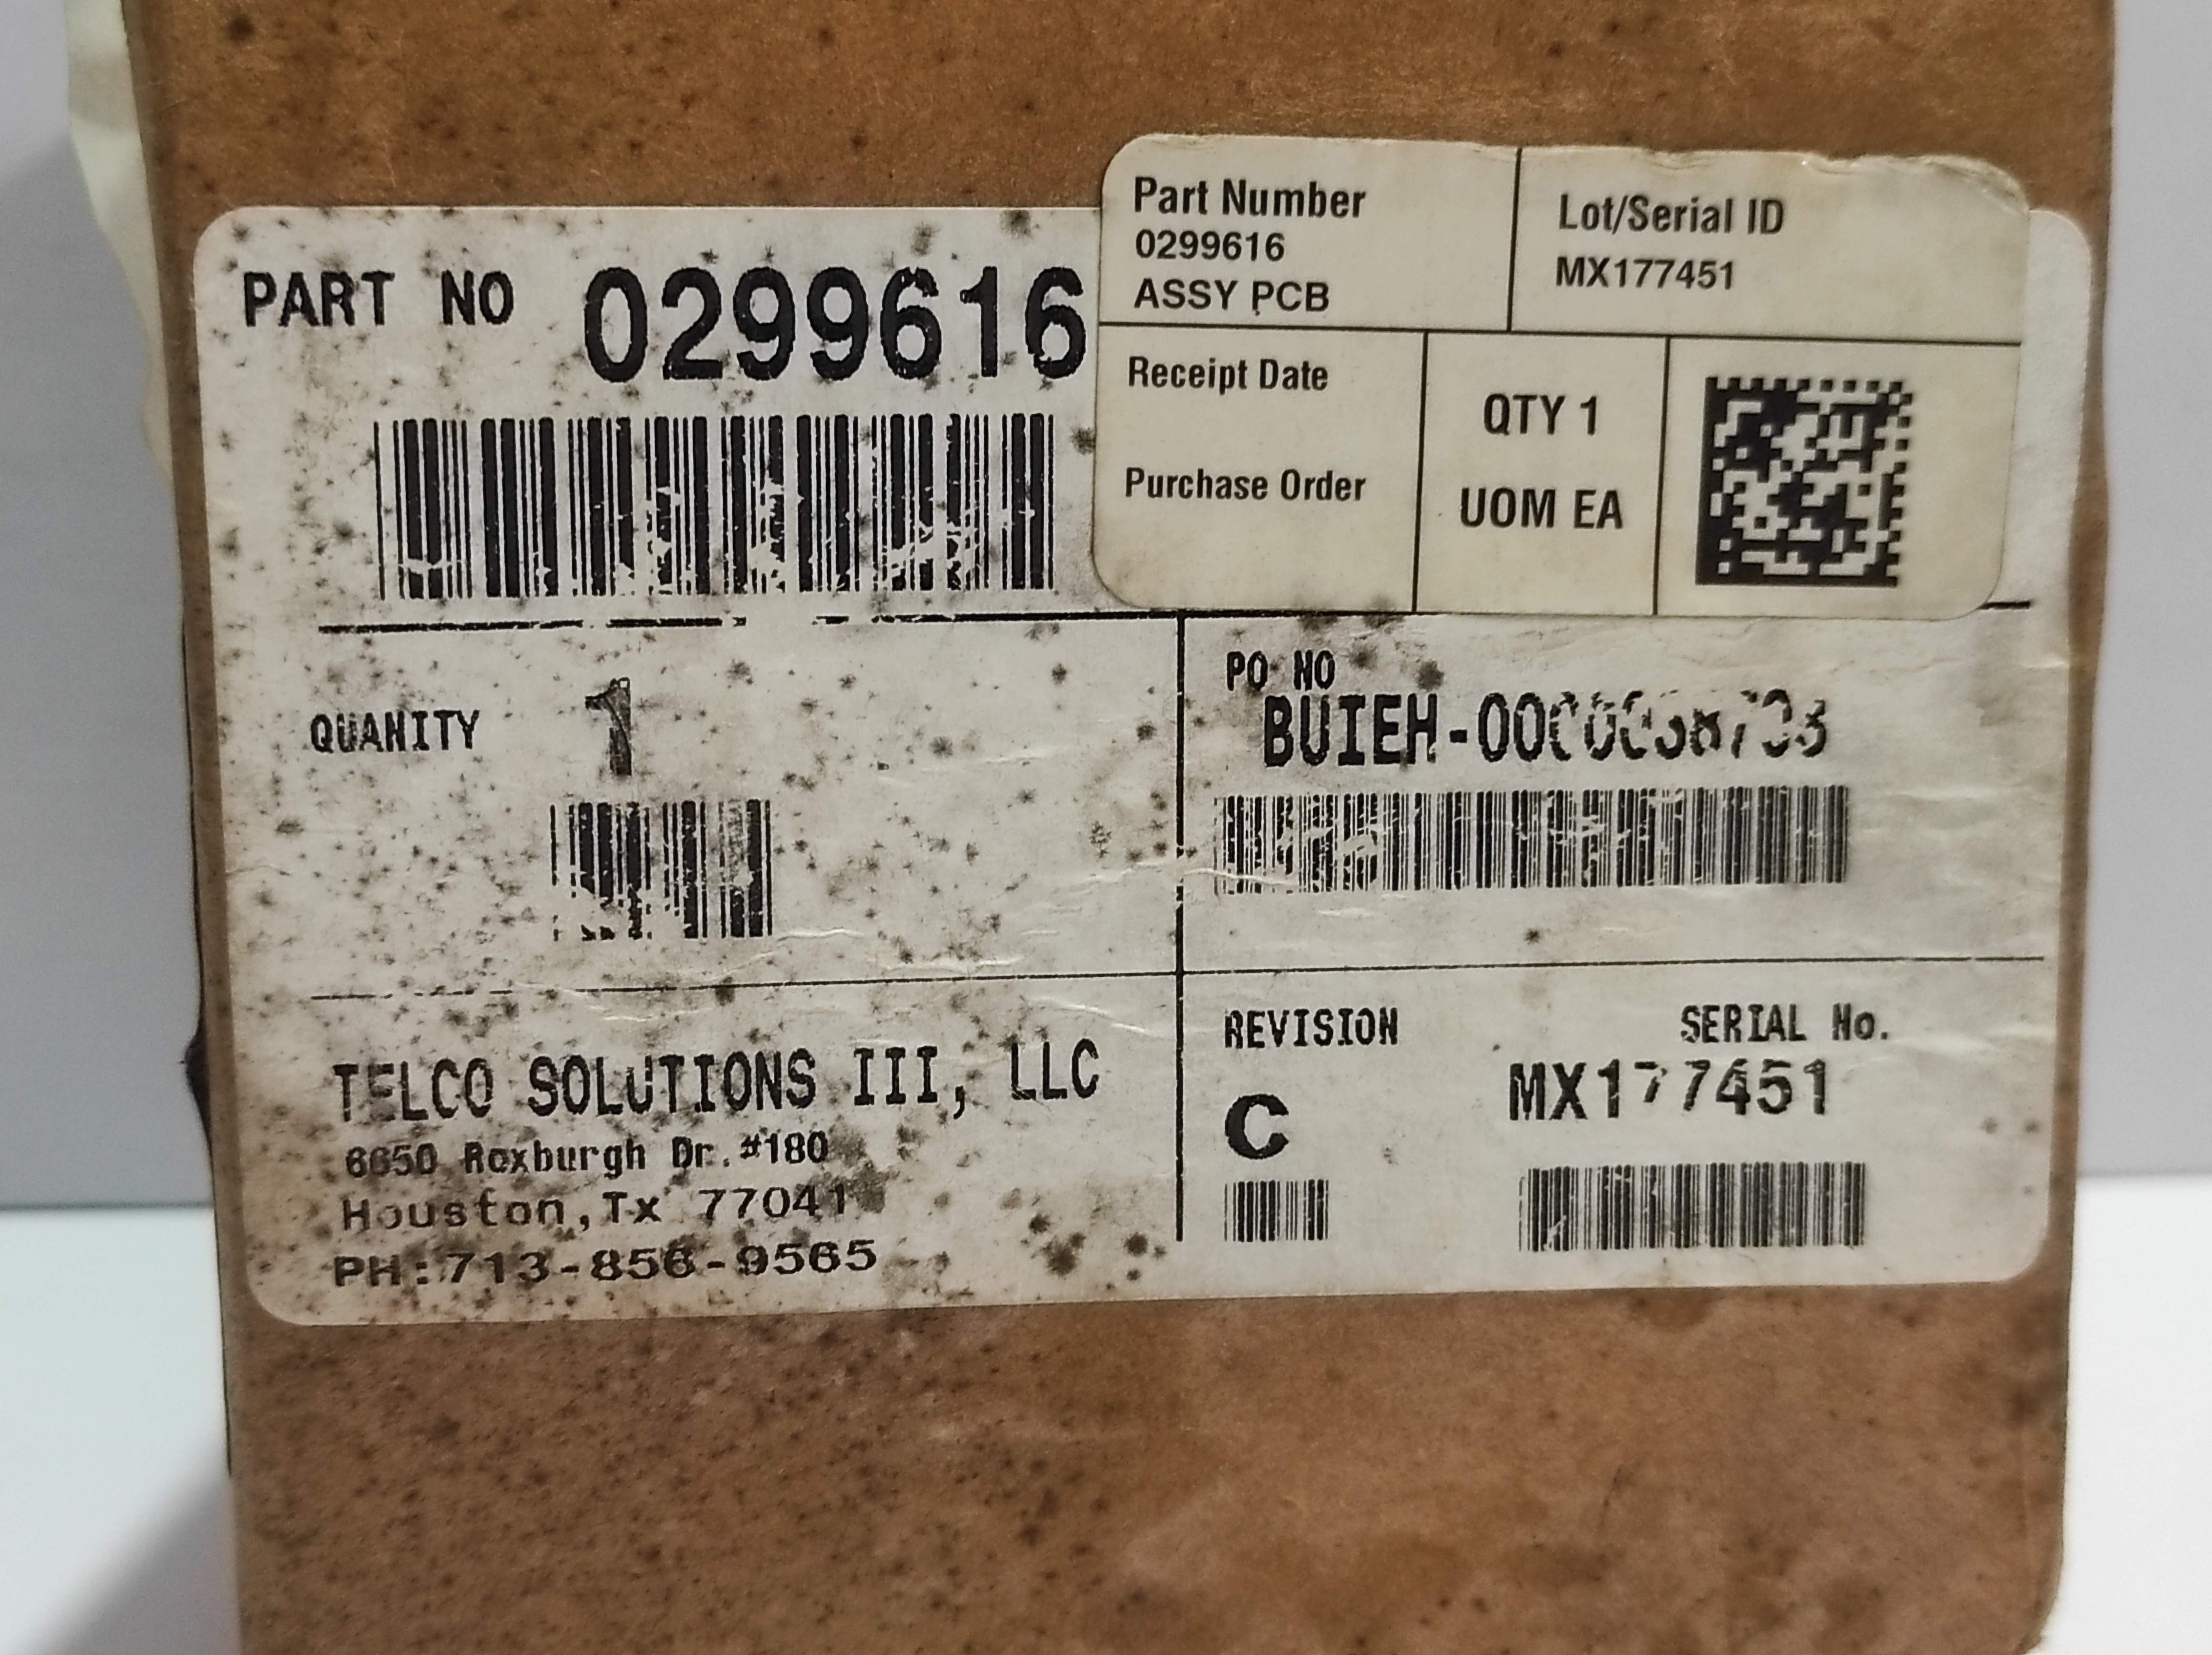 PART NO 0299616
Part Number
0299616
ASSY PCB
Lot/Serial ID
MX177451
Receipt Date
Purchase Order
QTY 1
UOM EA
QUANITY 1
PO NO
REVISION
C
SERIAL No.
MX177451
TELCO SOLUTIONS III, LLC
6650 Roxburgh Dr.#180
Houston,Tx 77041
PH:713-856-9565